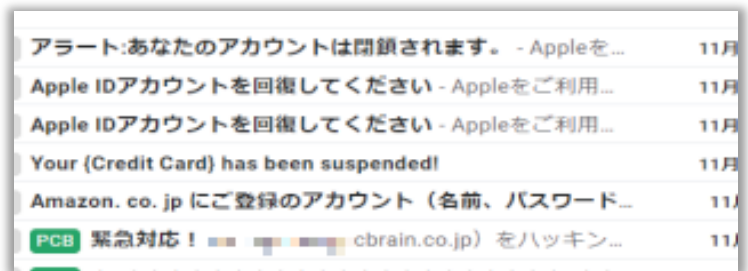 アラート:あなたのアカウントは閉鎖されます。 - Appleを… 11月
Apple IDアカウントを回復してください - Appleをご利用… 11月
Apple IDアカウントを回復してください - Appleをご利用… 11月
Your {Credit Card} has been suspended! 11月
Amazon. co. jp にご登録のアカウント（名前、パスワード… 11月
PCB 緊急対応！ cbrain.co.jp）をハッキン… 11月